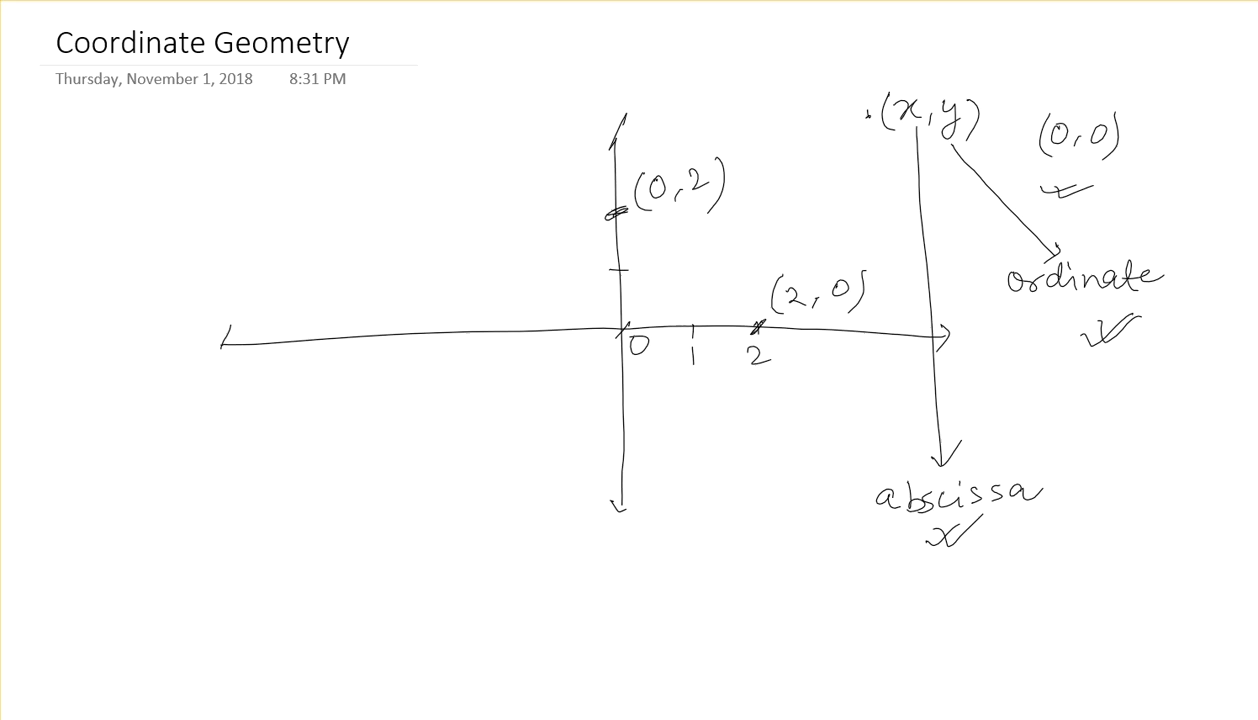 Coordinate Geometry
Thursday, November 1, 2018 8:31 PM
(x,y)
(0,0)
(0,2)
ordinate
(2,0)
0 1 2
abscissa